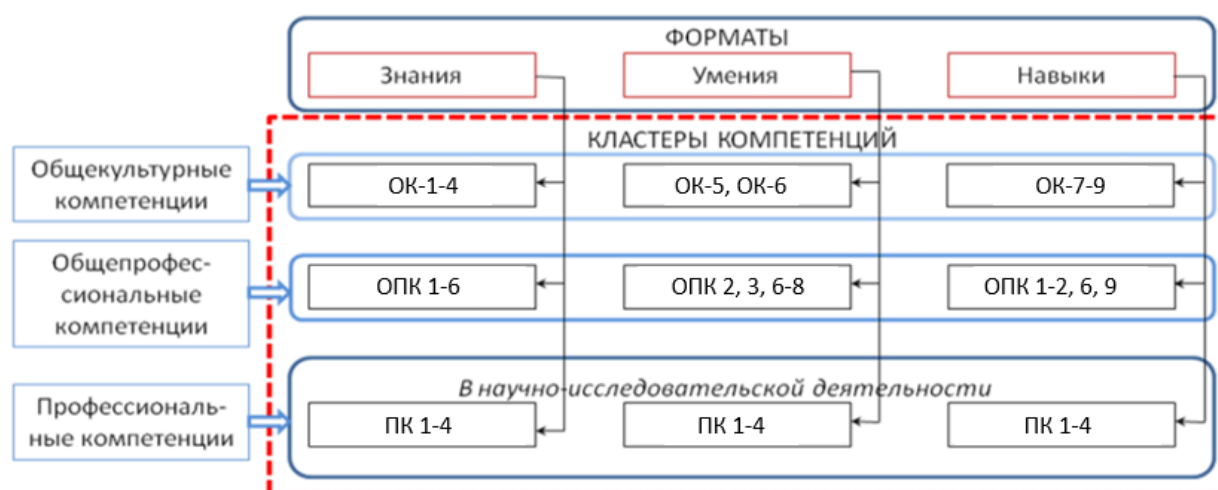 ФОРМАТЫ
Знания
Умения
Навыки
КЛАСТЕРЫ КОМПЕТЕНЦИЙ
Общекультурные
компетенции
ОК-1-4
ОК-5, ОК-6
ОК-7-9
Общепрофес-
сиональные
компетенции
ОПК 1-6
ОПК 2, 3, 6-8
ОПК 1-2, 6, 9
В научно-исследовательской деятельности
Профессиональ-
ные компетенции
ПК 1-4
ПК 1-4
ПК 1-4